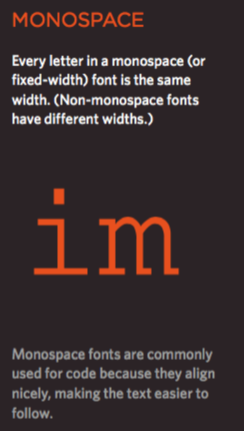 MONOSPACE
Every letter in a monospace (or
fixed-width) font is the same
width. (Non-monospace fonts
have different widths.)
im
Monospace fonts are commonly
used for code because they align
nicely, making the text easier to
follow.